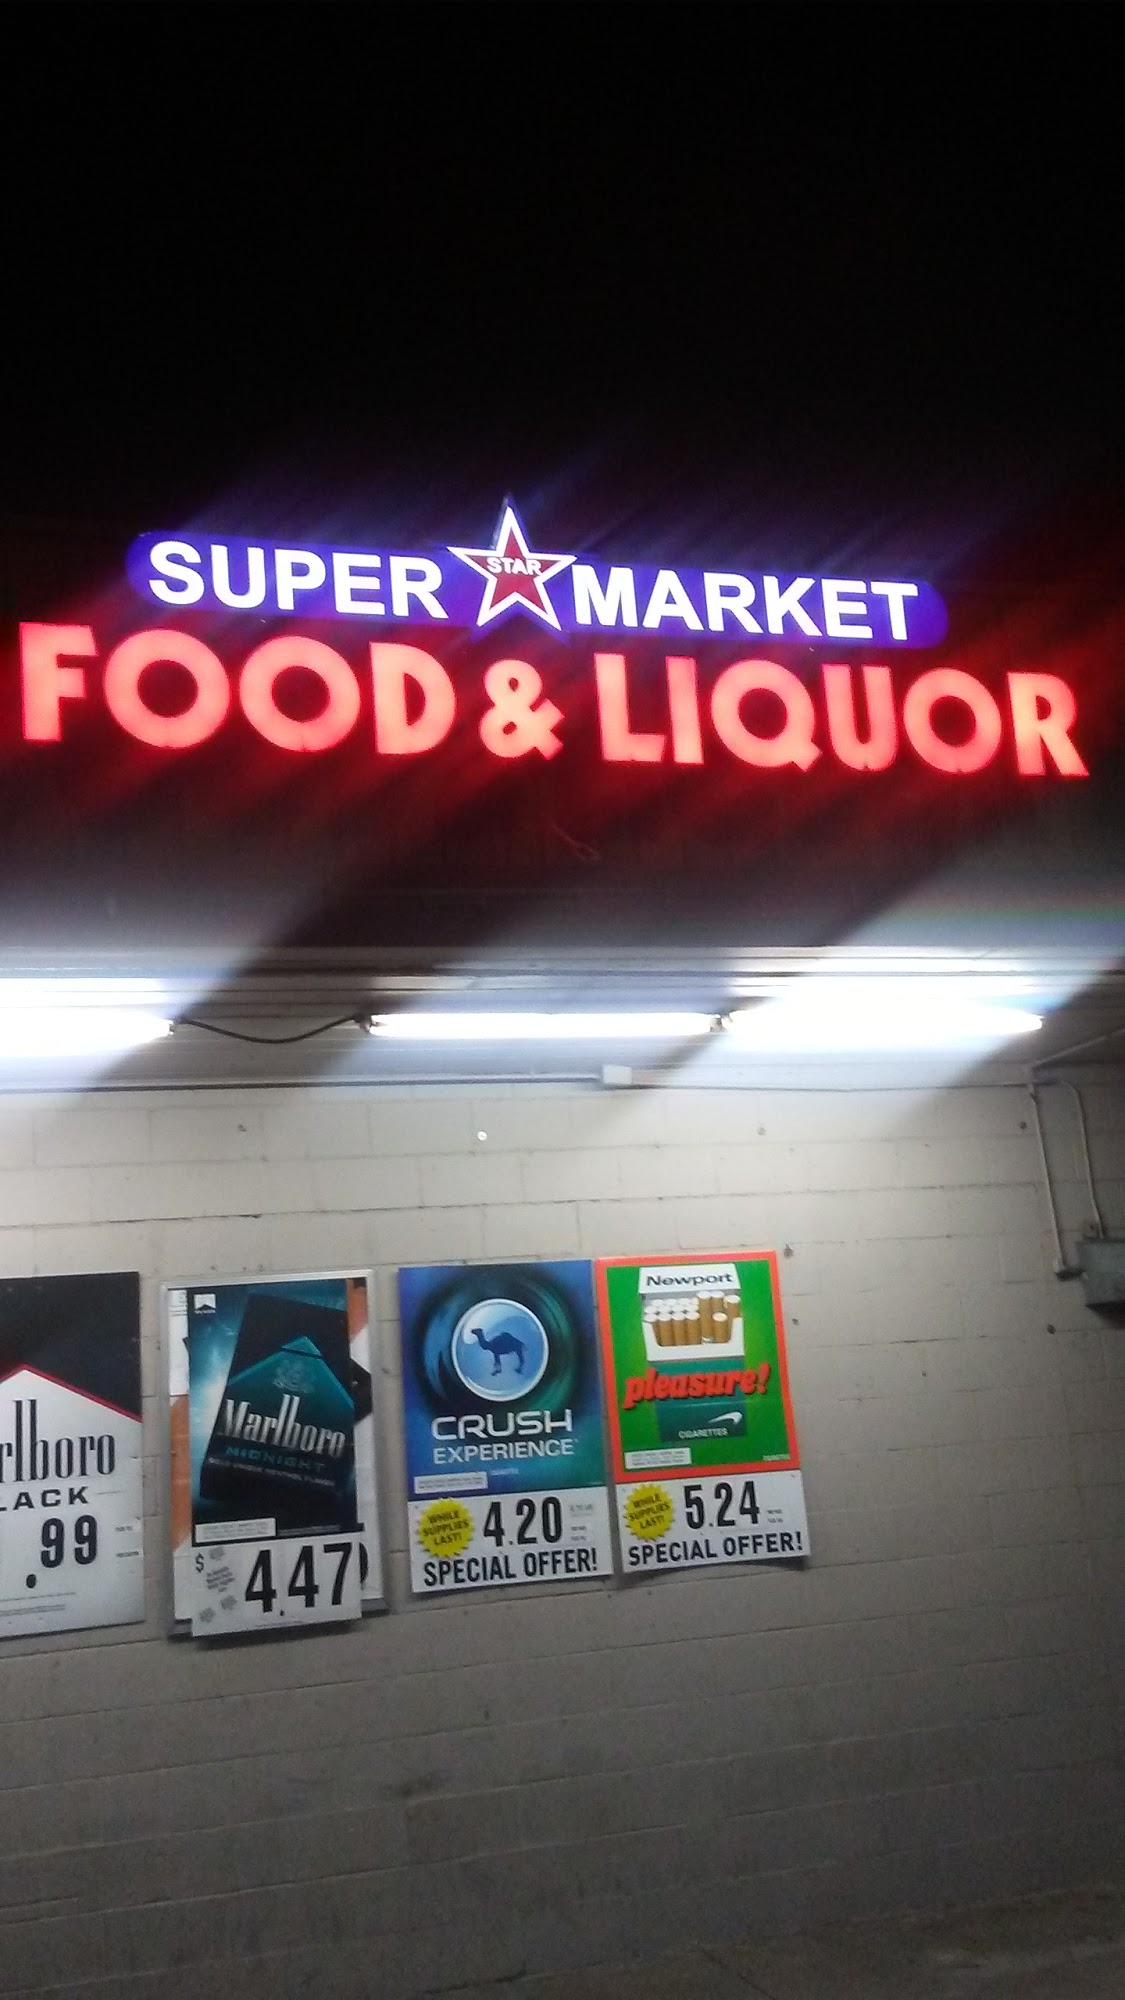 SUPER STAR MARKET
FOOD & LIQUOR
rlboro
LACK
.99
Marlboro
MIDNIGHT
$ 4.47
CRUSH
EXPERIENCE
WHILE
SUPPLIES
LAST!
4.20
SPECIAL OFFER!
Newport
pleasure!
CIGARETTES
WHILE
SUPPLIES
LAST!
5.24
SPECIAL OFFER!